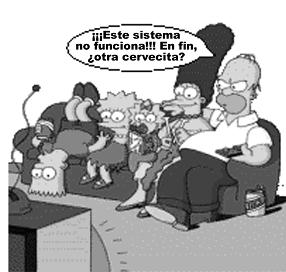 ¡¡¡Este sistema
no funciona!!! En fin,
¿otra cervecita?